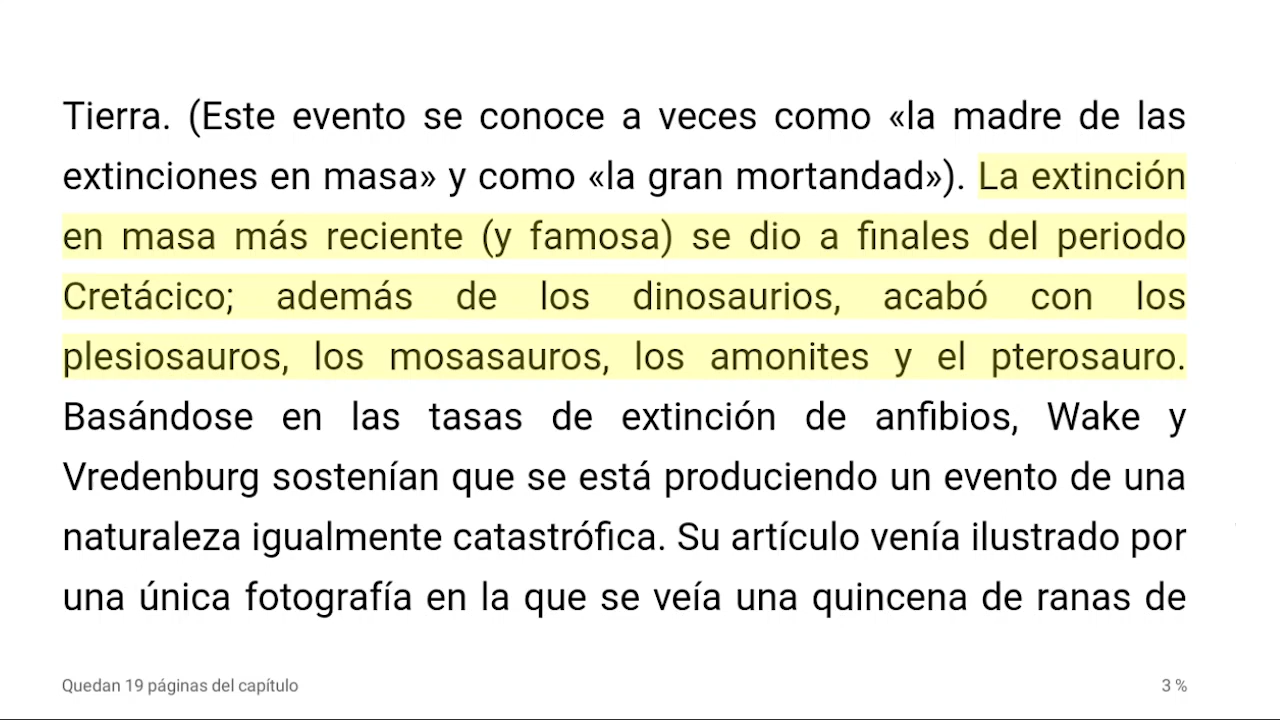 Tierra. (Este evento se conoce a veces como «la madre de las
extinciones en masa» y como «la gran mortandad»). La extinción
en masa más reciente (y famosa) se dio a finales del periodo
Cretácico; además de los dinosaurios, acabó con los
plesiosauros, los mosasauros, los amonites y el pterosauro.
Basándose en las tasas de extinción de anfibios, Wake y
Vredenburg sostenían que se está produciendo un evento de una
naturaleza igualmente catastrófica. Su artículo venía ilustrado por
una única fotografía en la que se veía una quincena de ranas de
Quedan 19 páginas del capítulo
3 %